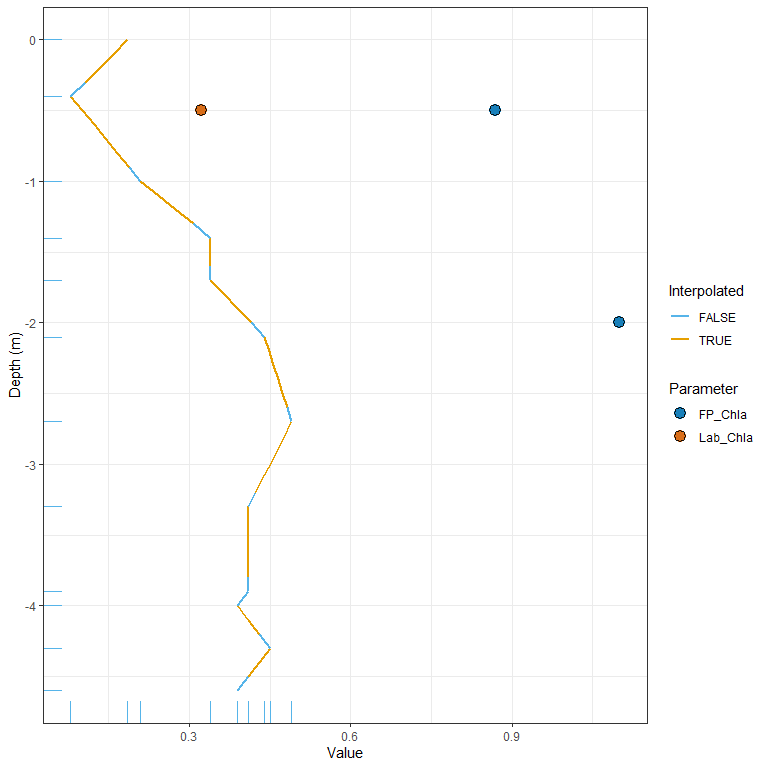 0
-1
-2
-3
-4
Depth (m)
0.3
0.6
0.9
Value
Interpolated
FALSE
TRUE
Parameter
FP_Chla
Lab_Chla